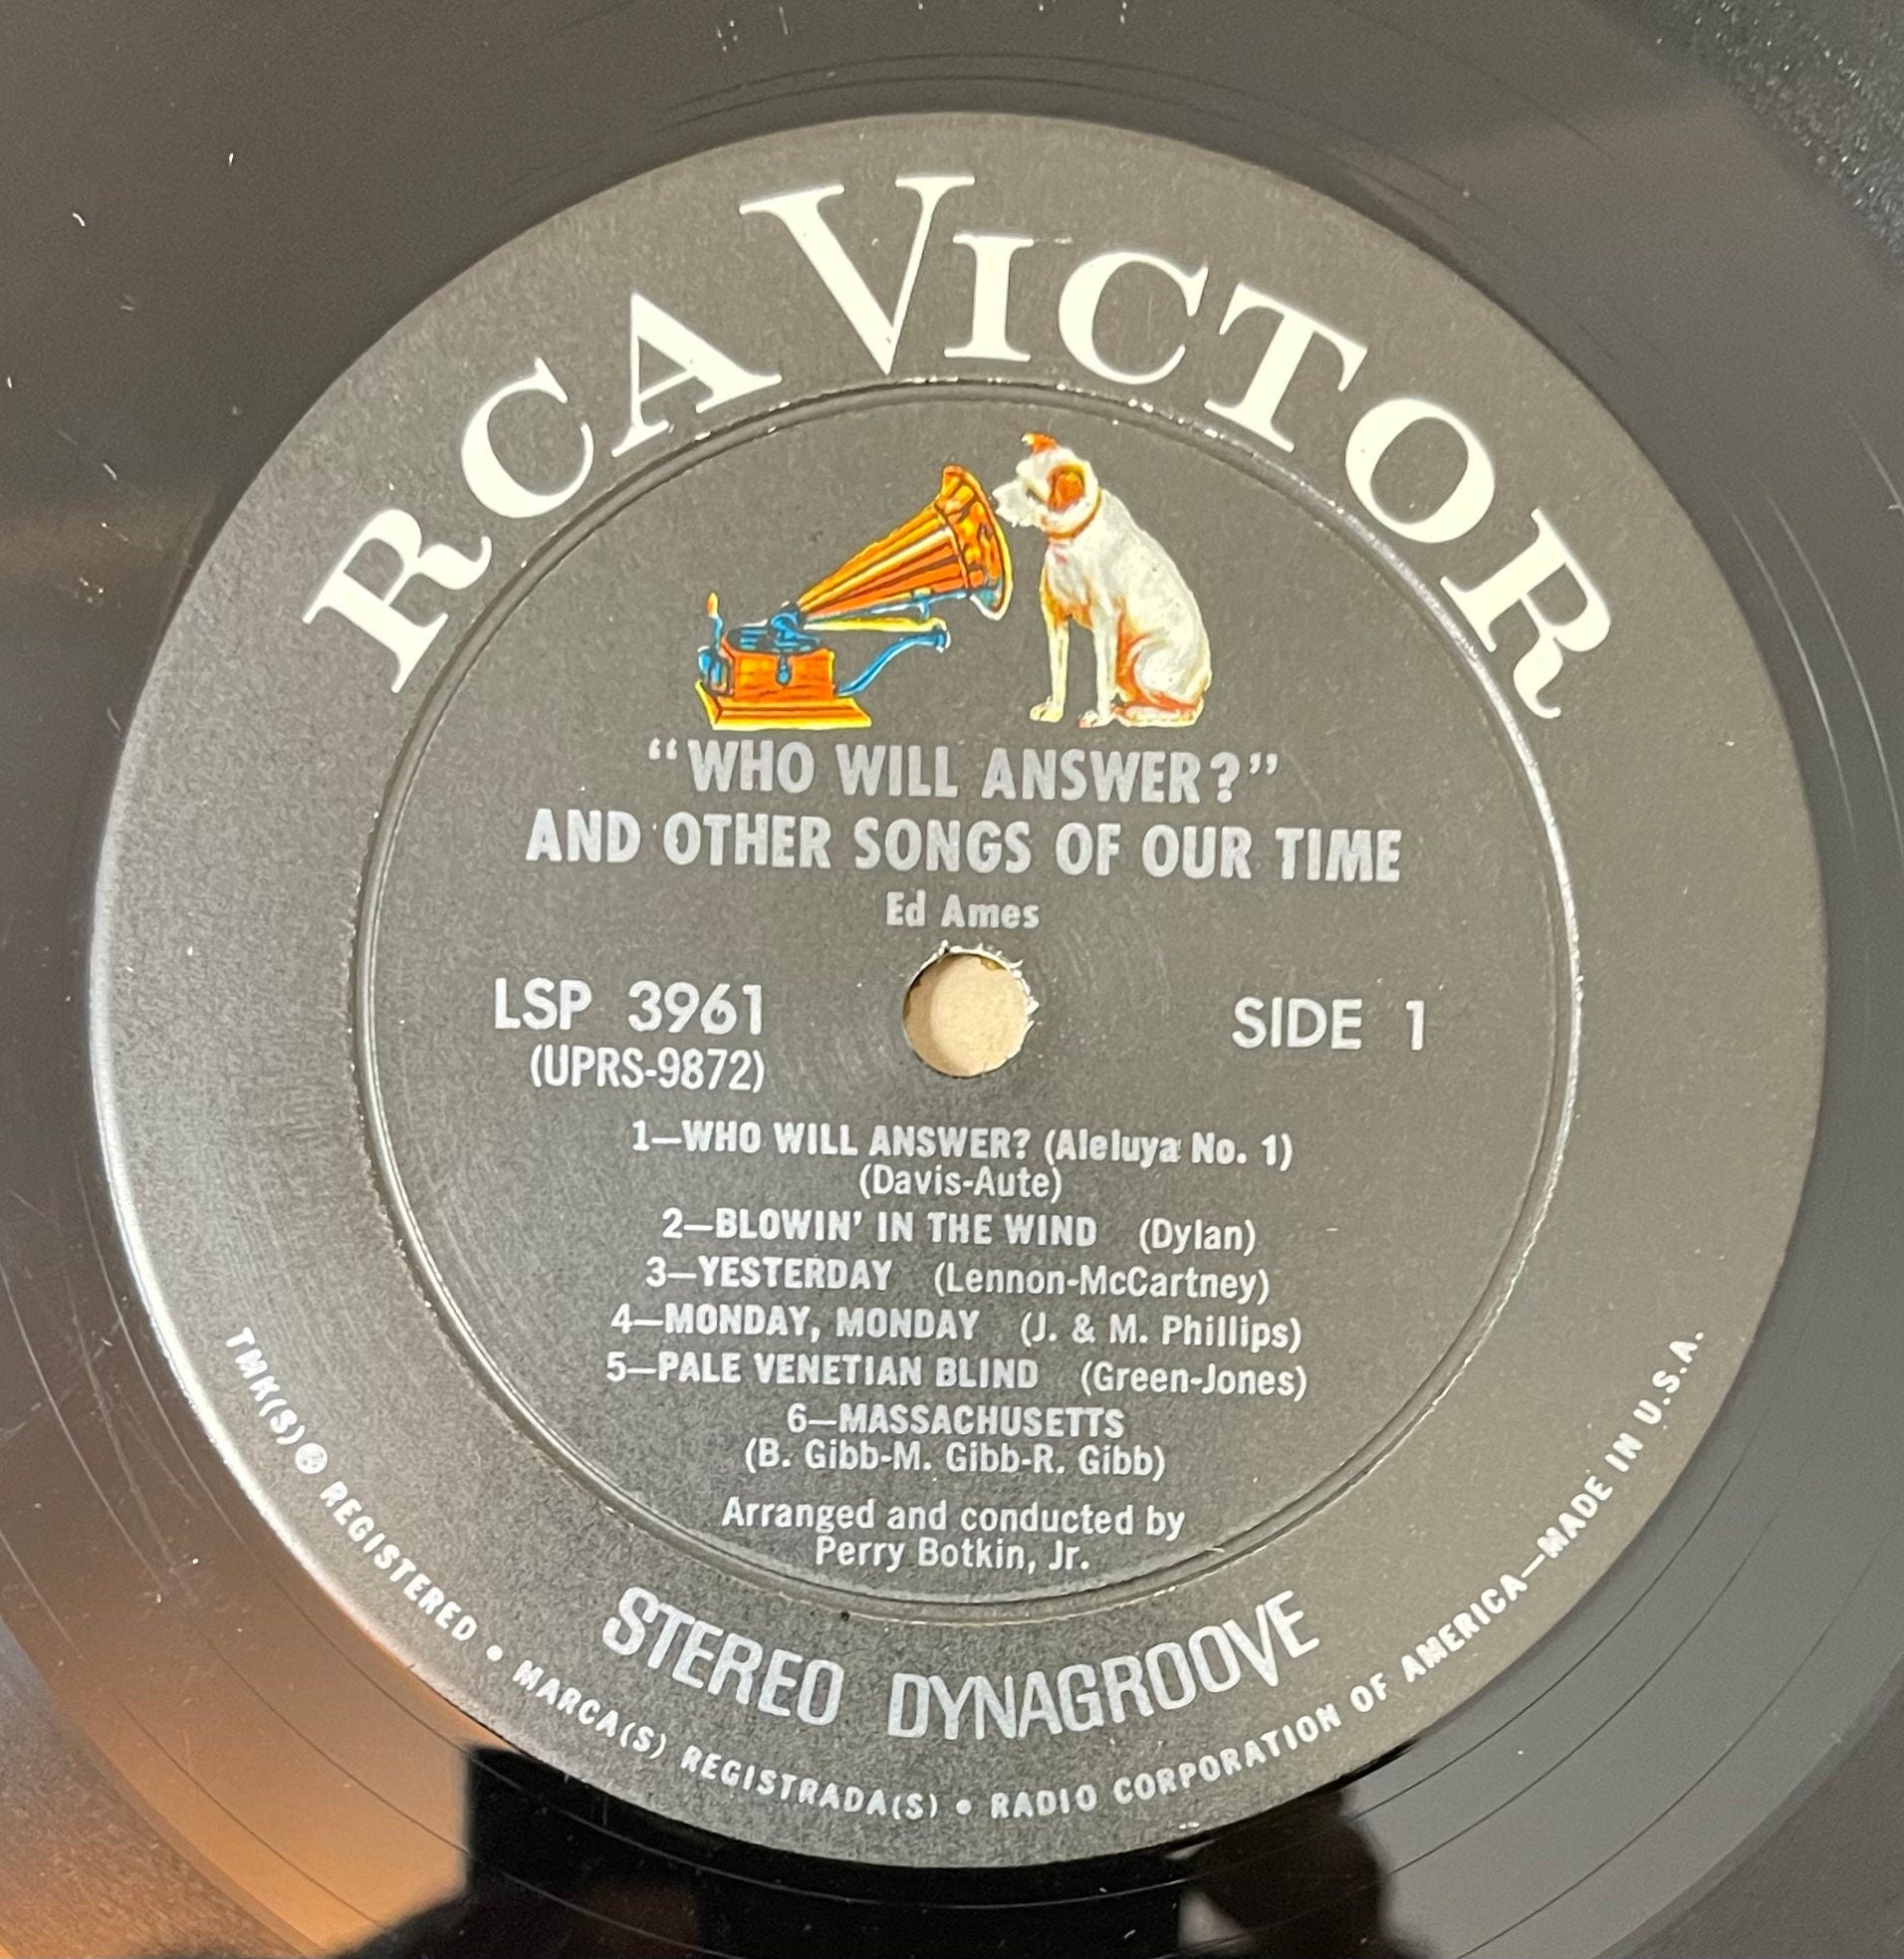 RCA VICTOR
“WHO WILL ANSWER?”
AND OTHER SONGS OF OUR TIME
Ed Ames
LSP 3961
(UPRS-9872)
SIDE 1
1—WHO WILL ANSWER? (Aleluya No. 1)
(Davis-Aute)
2—BLOWIN’ IN THE WIND (Dylan)
3—YESTERDAY (Lennon-McCartney)
4—MONDAY, MONDAY (J. & M. Phillips)
5—PALE VENETIAN BLIND (Green-Jones)
6—MASSACHUSETTS
(B. Gibb-M. Gibb-R. Gibb)
Arranged and conducted by
Perry Botkin, Jr.
STEREO DYNAGROOVE
TMK(S) ® REGISTERED • MARCA(S) REGISTRADA(S) • RADIO CORPORATION OF AMERICA—MADE IN U.S.A.